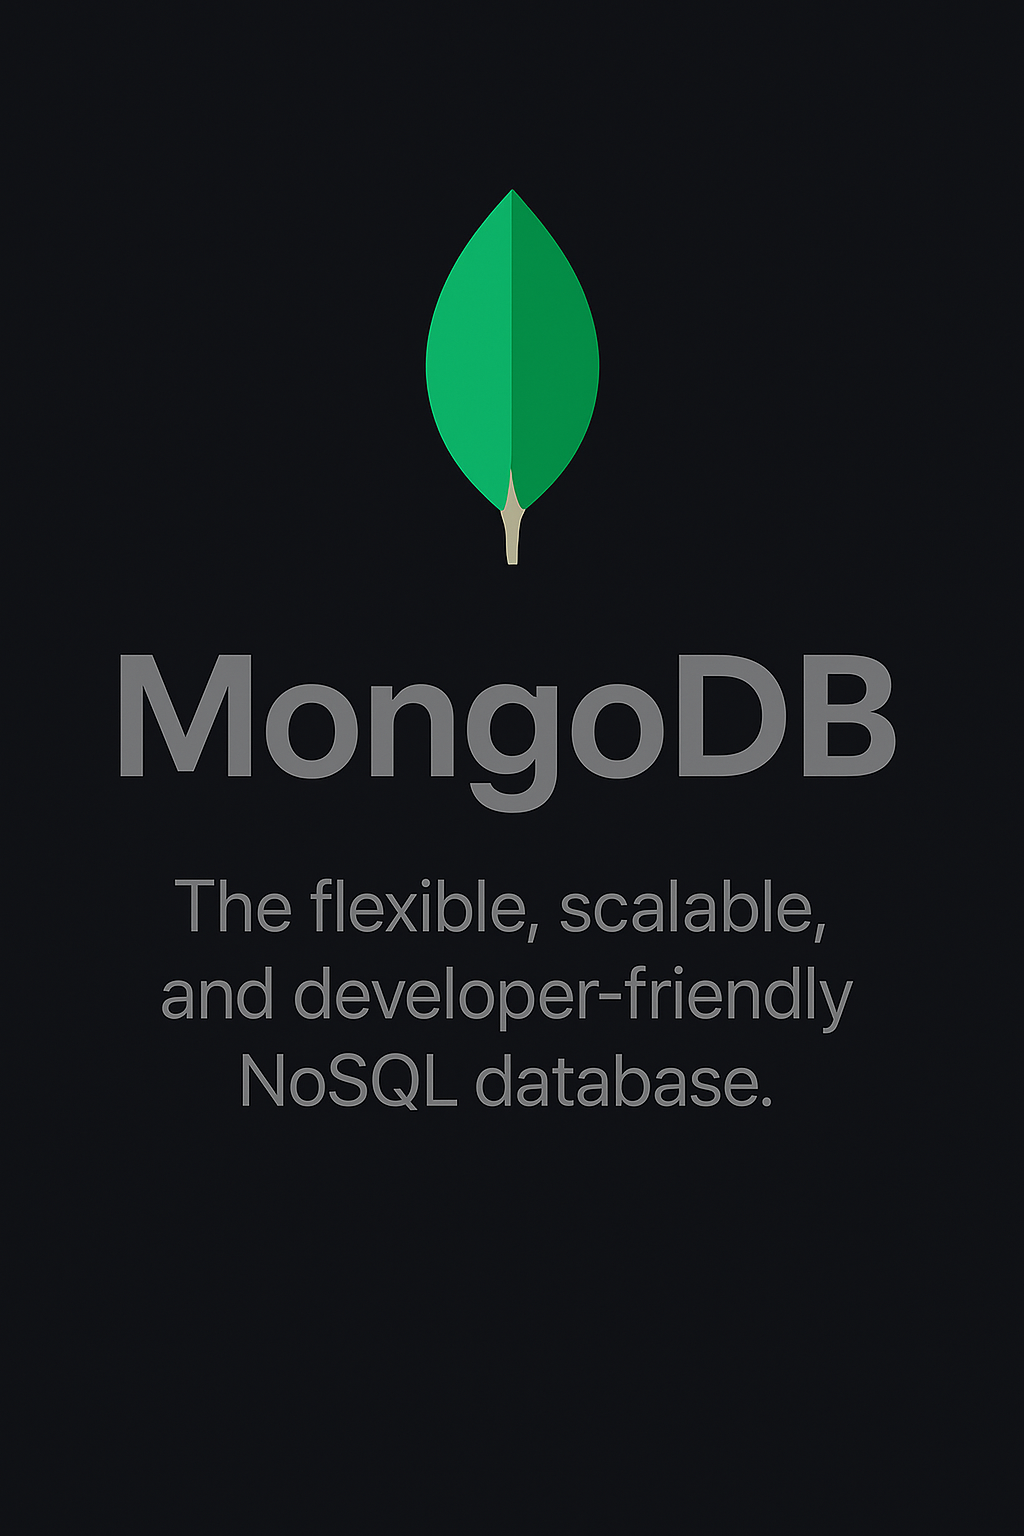 MongoDB
The flexible, scalable,
and developer-friendly
NoSQL database.